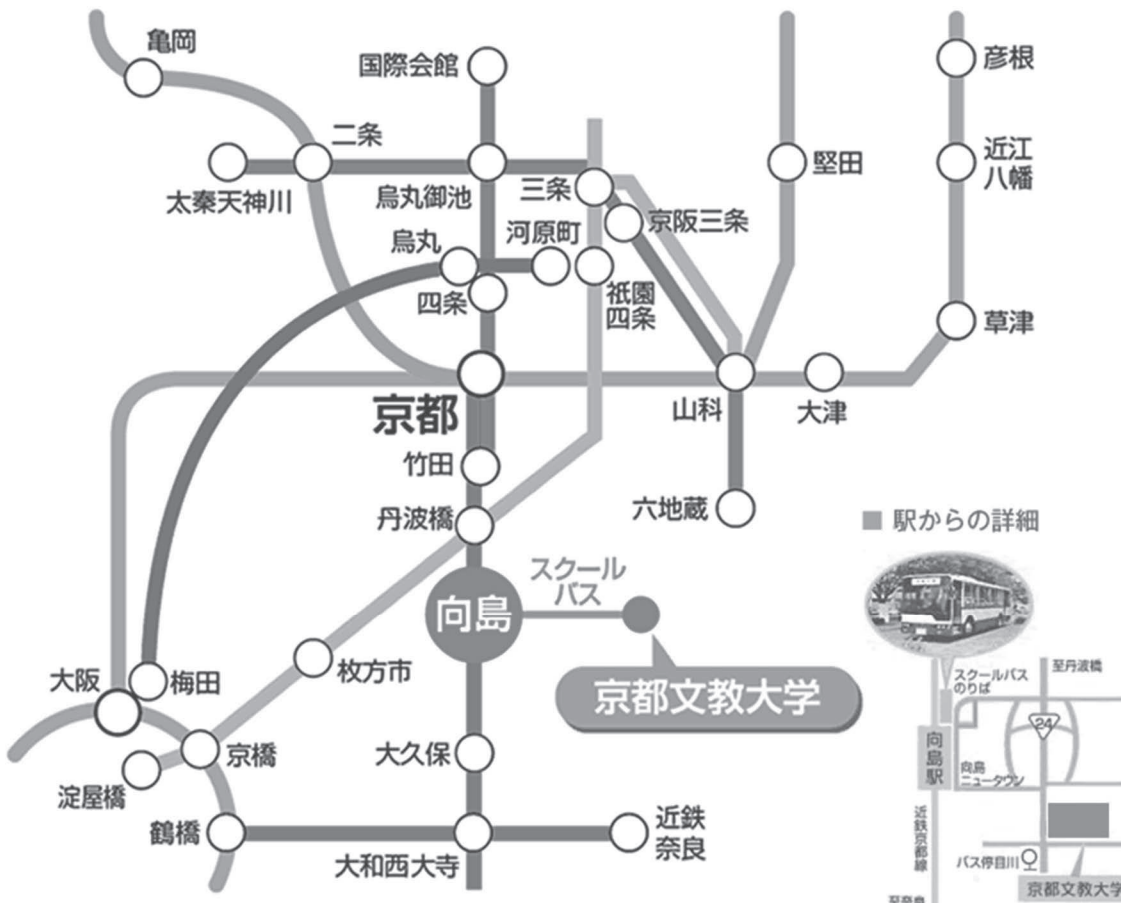 亀岡
国際会館
彦根
二条
近江
八幡
堅田
太秦天神川
烏丸御池
三条
京阪三条
烏丸
河原町
四条
祇園
四条
草津
京都
山科
大津
竹田
六地蔵
丹波橋
向島
スクール
バス
京都文教大学
枚方市
大阪
梅田
京橋
淀屋橋
大久保
鶴橋
大和西大寺
近鉄
奈良
■ 駅からの詳細
スクールバス
のりば
至丹波橋
24
向島駅
向島
ニュータウン
近鉄京都線
バス停目川
京都文教大学
至奈良